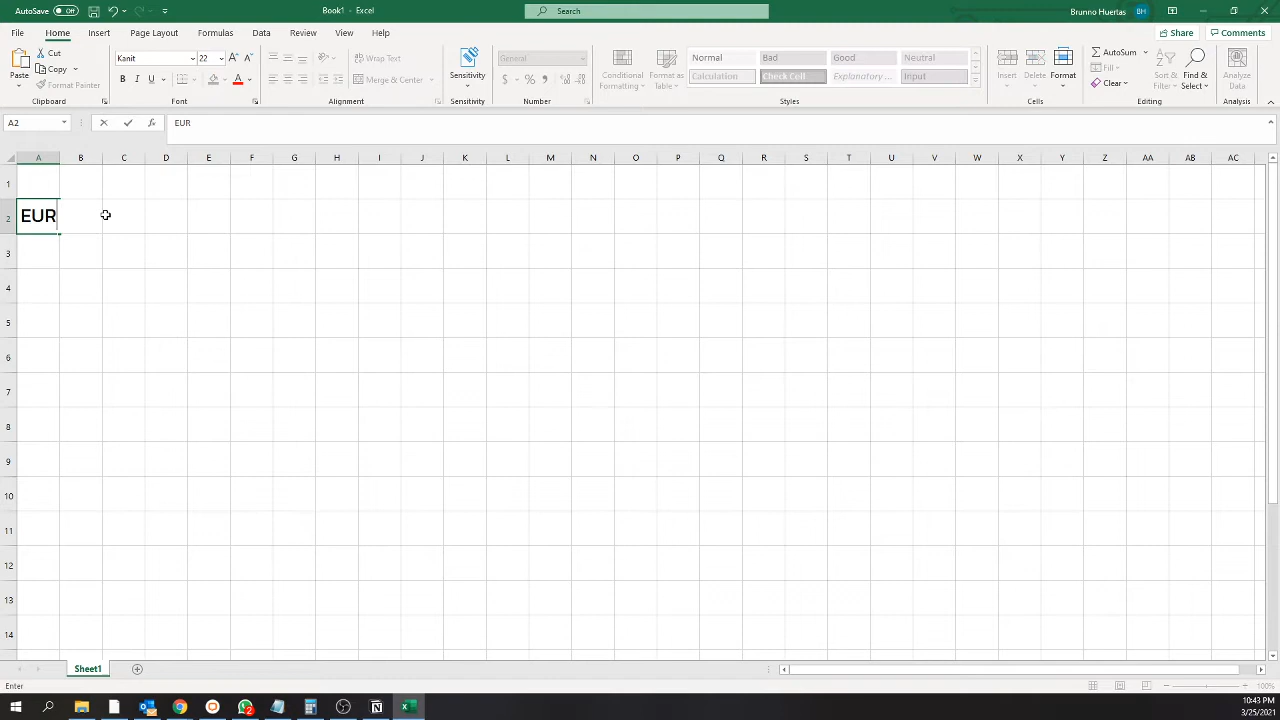 AutoSave Off Book1 - Excel Search Brunno Huertas BH
File Home Insert Page Layout Formulas Data Review View Help Share Comments
Paste Cut Copy Format Painter Clipboard
Kanit 22 B I U A Font
Wrap Text Merge & Center Alignment
General $ % Number
Sensitivity Sensitivity
Conditional Formatting Format as Table
Normal Bad Good Neutral
Calculation Check Cell Explanatory ... Input
Styles
Insert Delete Format Cells
AutoSum Fill Clear Sort & Filter Find & Select Editing
Analyze Data Analysis
A2 fx EUR
A B C D E F G H I J K L M N O P Q R S T U V W X Y Z AA AB AC
1
2 EUR
3
4
5
6
7
8
9
10
11
12
13
14
Sheet1
Enter 100%
10:43 PM
3/25/2021